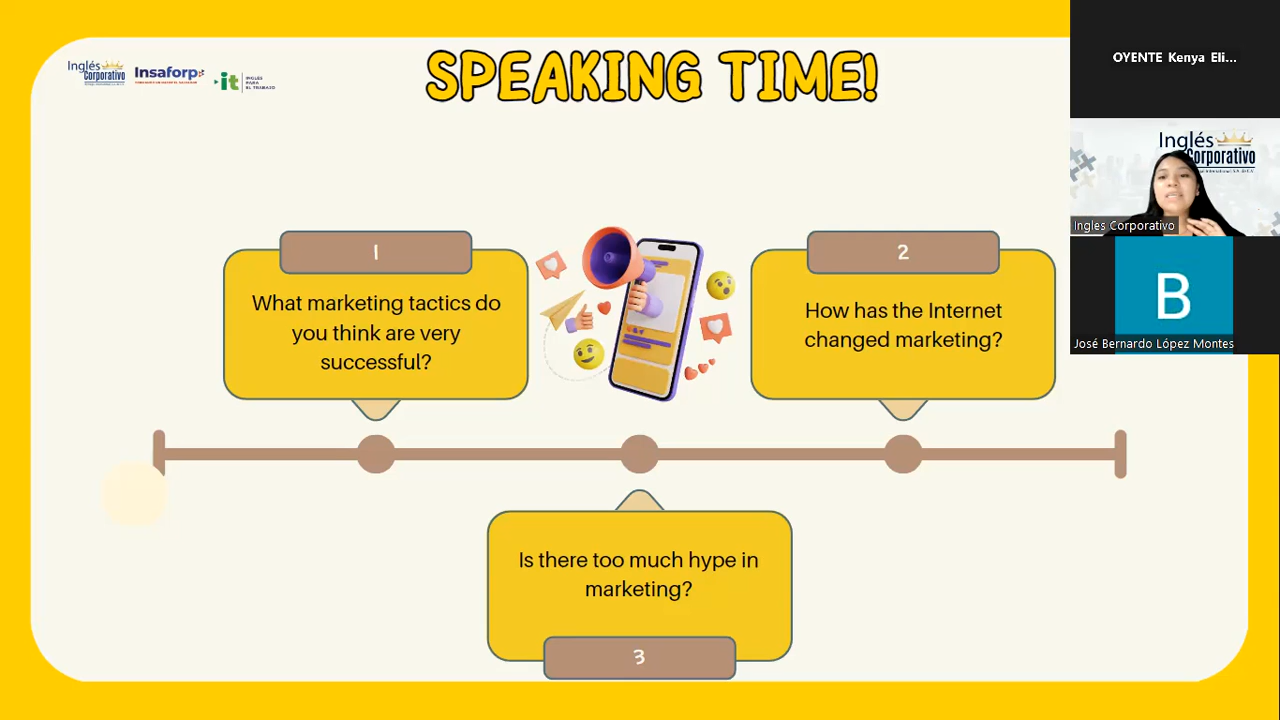 SPEAKING TIME!
Inglés
Corporativo
Insaforp
it
INGLÉS
PARA
EL TRABAJO
1
What marketing tactics do
you think are very
successful?
2
How has the Internet
changed marketing?
Is there too much hype in
marketing?
3
OYENTE Kenya Eli...
Inglés
Corporativo
Ingles Corporativo
B
José Bernardo López Montes